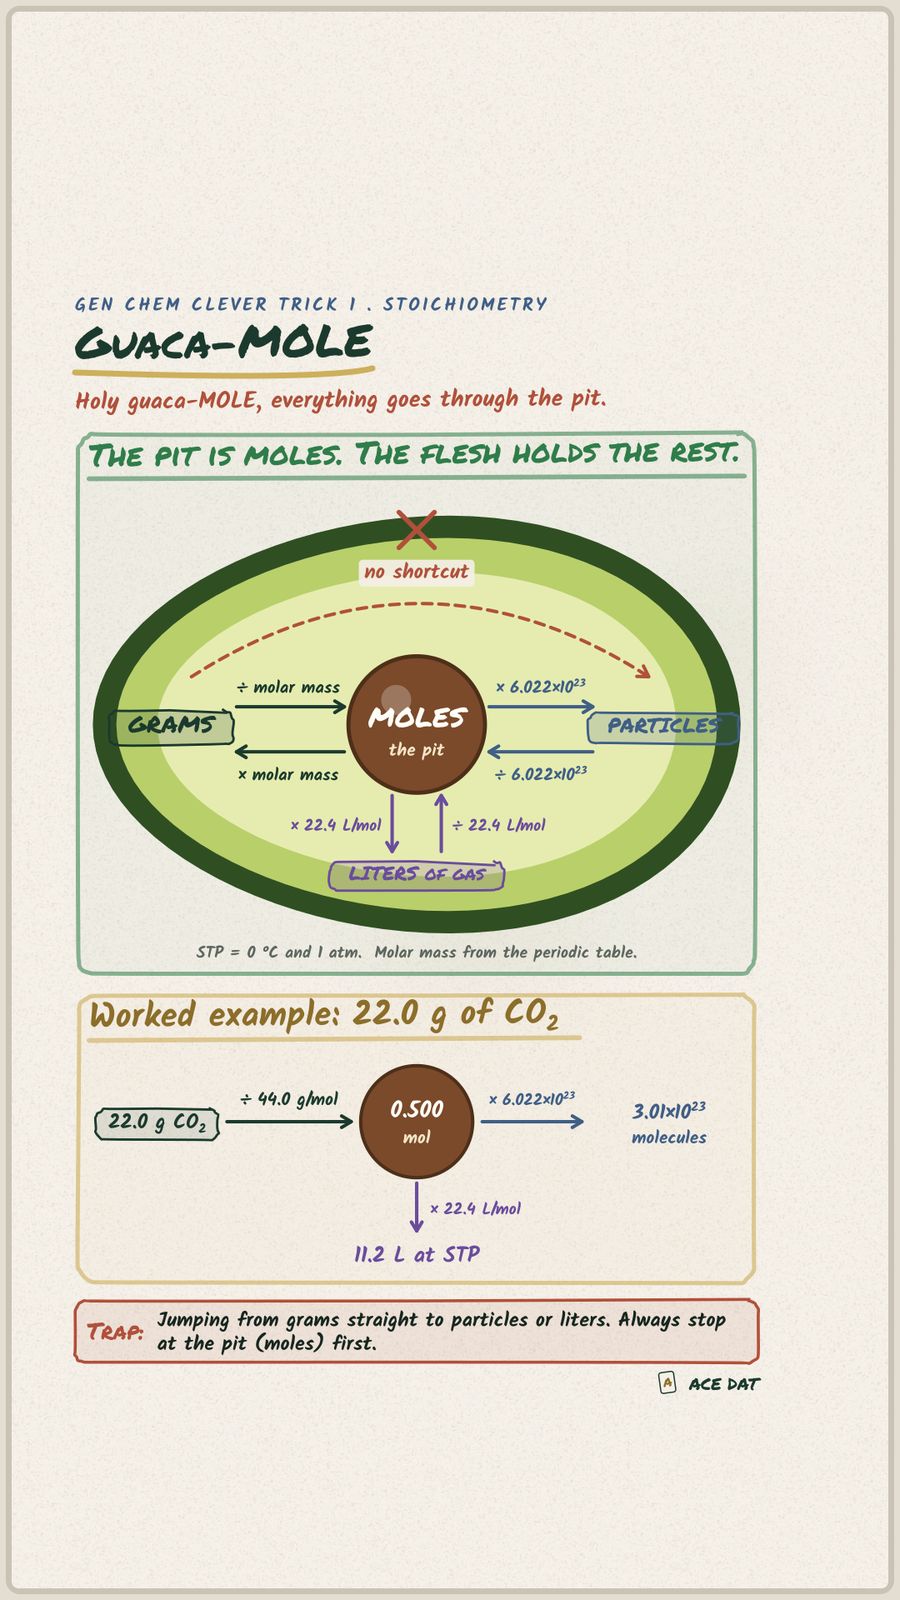 GEN CHEM CLEVER TRICK 1 . STOICHIOMETRY
GUACA-MOLE
Holy guaca-MOLE, everything goes through the pit.
THE PIT IS MOLES. THE FLESH HOLDS THE REST.
no shortcut
÷ molar mass
× 6.022×10²³
GRAMS
MOLES
the pit
PARTICLES
× molar mass
÷ 6.022×10²³
× 22.4 L/mol
÷ 22.4 L/mol
LITERS OF GAS
STP = 0 °C and 1 atm. Molar mass from the periodic table.
Worked example: 22.0 g of CO₂
22.0 g CO₂
÷ 44.0 g/mol
0.500
mol
× 6.022×10²³
3.01×10²³
molecules
× 22.4 L/mol
11.2 L at STP
TRAP:
Jumping from grams straight to particles or liters. Always stop
at the pit (moles) first.
A ACE DAT